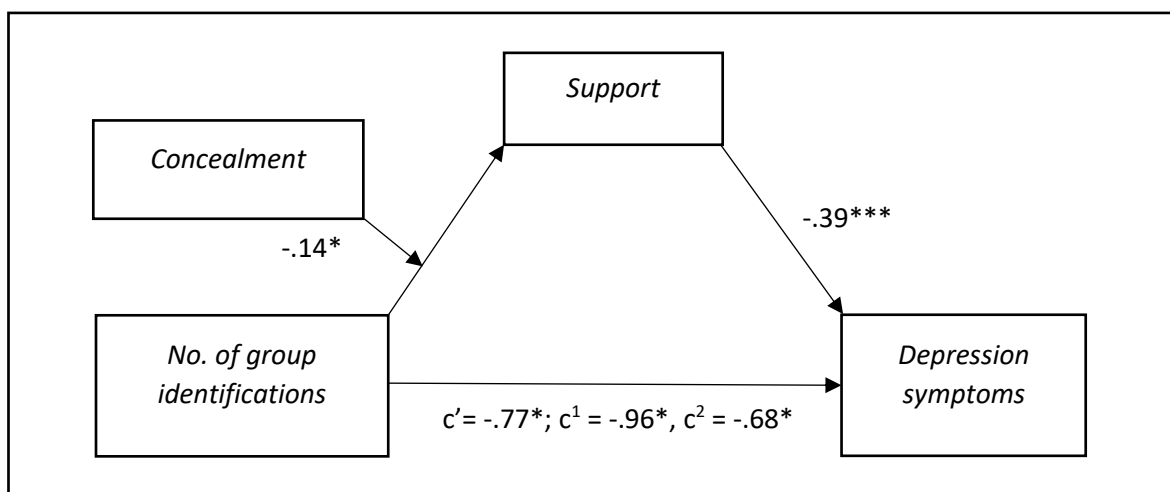 Support
Concealment
-.14*
-.39***
No. of group
identifications
Depression
symptoms
c’= -.77*; c¹ = -.96*, c² = -.68*